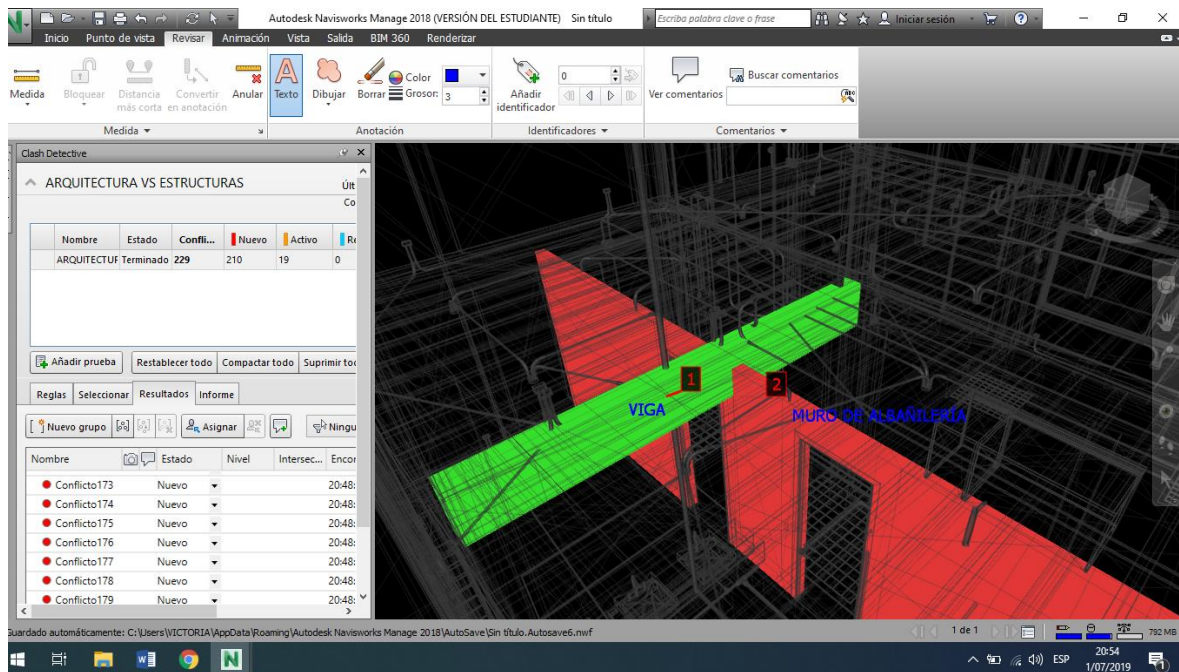 Autodesk Navisworks Manage 2018 (VERSIÓN DEL ESTUDIANTE) Sin título
Escriba palabra clave o frase
Iniciar sesión
Inicio Punto de vista Revisar Animación Vista Salida BIM 360 Renderizar
Medida
Bloquear
Distancia más corta
Convertir en anotación
Anular
Texto
Dibujar
Borrar
Color
Grosor: 3
Añadir identificador
0
Ver comentarios
Buscar comentarios
Medida Anotación Identificadores Comentarios
Clash Detective
ARQUITECTURA VS ESTRUCTURAS
Últ
Co
Nombre Estado Confli... Nuevo Activo Re
ARQUITECTUF Terminado 229 210 19 0
Añadir prueba Restablecer todo Compactar todo Suprimir to
Reglas Seleccionar Resultados Informe
Nuevo grupo Asignar Ningu
Nombre Estado Nivel Intersec... Encor
Conflicto173 Nuevo 20:48:
Conflicto174 Nuevo 20:48:
Conflicto175 Nuevo 20:48:
Conflicto176 Nuevo 20:48:
Conflicto177 Nuevo 20:48:
Conflicto178 Nuevo 20:48:
Conflicto179 Nuevo 20:48:
1
2
VIGA
MURO DE ALBAÑILERÍA
Guardado automáticamente: C:\Users\VICTORIA\AppData\Roaming\Autodesk Navisworks Manage 2018\AutoSave\Sin título.Autosave6.nwf
1 de 1
792 MB
ESP
20:54
1/07/2019